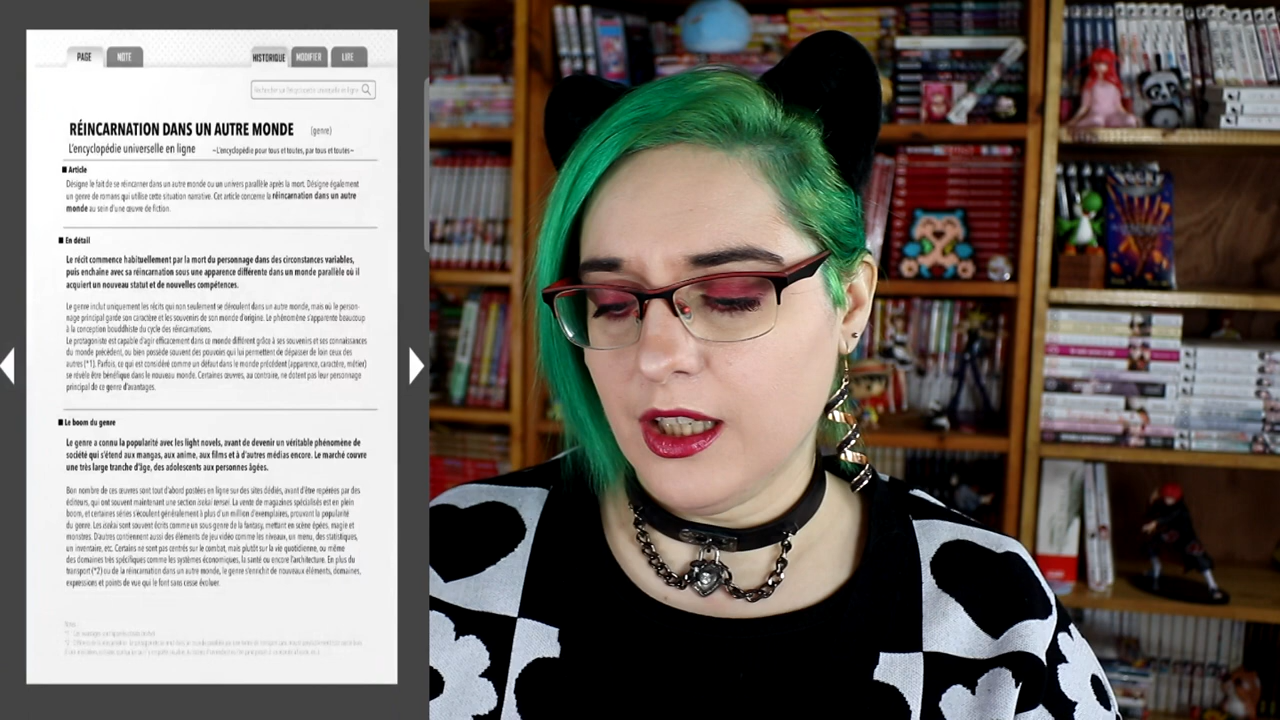 PAGE NOTE HISTORIQUE MODIFIER LIRE
Rechercher sur l'encyclopédie universelle en ligne
RÉINCARNATION DANS UN AUTRE MONDE (genre)
L'encyclopédie universelle en ligne ~L'encyclopédie pour tous et toutes, par tous et toutes~
■ Article
Désigne le fait de se réincarner dans un autre monde ou un univers parallèle après la mort. Désigne également
un genre de romans qui utilise cette situation narrative. Cet article concerne la réincarnation dans un autre
monde au sein d'une œuvre de fiction.
■ En détail
Le récit commence habituellement par la mort du personnage dans des circonstances variables,
puis enchaîne avec sa réincarnation sous une apparence différente dans un monde parallèle où il
acquiert un nouveau statut et de nouvelles compétences.
Le genre inclut uniquement les récits qui non seulement se déroulent dans un autre monde, mais où le person-
nage principal garde son caractère et les souvenirs de son monde d'origine. Le phénomène s'apparente beaucoup
à la conception bouddhiste du cycle des réincarnations.
Le protagoniste est capable d'agir efficacement dans ce monde différent grâce à ses souvenirs et ses connaissances
du monde précédent, ou bien possède souvent des pouvoirs qui lui permettent de dépasser de loin ceux des
autres (*1). Parfois, ce qui est considéré comme un défaut dans le monde précédent (apparence, caractère, métier)
se révèle être bénéfique dans le nouveau monde. Certaines œuvres, au contraire, ne dotent pas leur personnage
principal de ce genre d'avantages.
■ Le boom du genre
Le genre a connu la popularité avec les light novels, avant de devenir un véritable phénomène de
société qui s'étend aux mangas, aux anime, aux films et à d'autres médias encore. Le marché couvre
une très large tranche d'âge, des adolescents aux personnes âgées.
Bon nombre de ces œuvres sont tout d'abord postées en ligne sur des sites dédiés, avant d'être repérées par des
éditeurs, qui ont souvent maintenant une section isekai tensei. La vente de magazines spécialisés est en plein
boom, et certaines séries s'écoulent généralement à plus d'un million d'exemplaires, prouvant la popularité
du genre. Les isekai sont souvent écrits comme un sous-genre de la fantasy, mettant en scène épées, magie et
monstres. D'autres contiennent aussi des éléments de jeu vidéo comme les niveaux, un menu, des statistiques,
un inventaire, etc. Certains ne sont pas centrés sur le combat, mais plutôt sur la vie quotidienne, ou même
des domaines très spécifiques comme les systèmes économiques, la santé ou encore l'architecture. En plus du
transport (*2) ou de la réincarnation dans un autre monde, le genre s'enrichit de nouveaux éléments, domaines,
expressions et points de vue qui le font sans cesse évoluer.